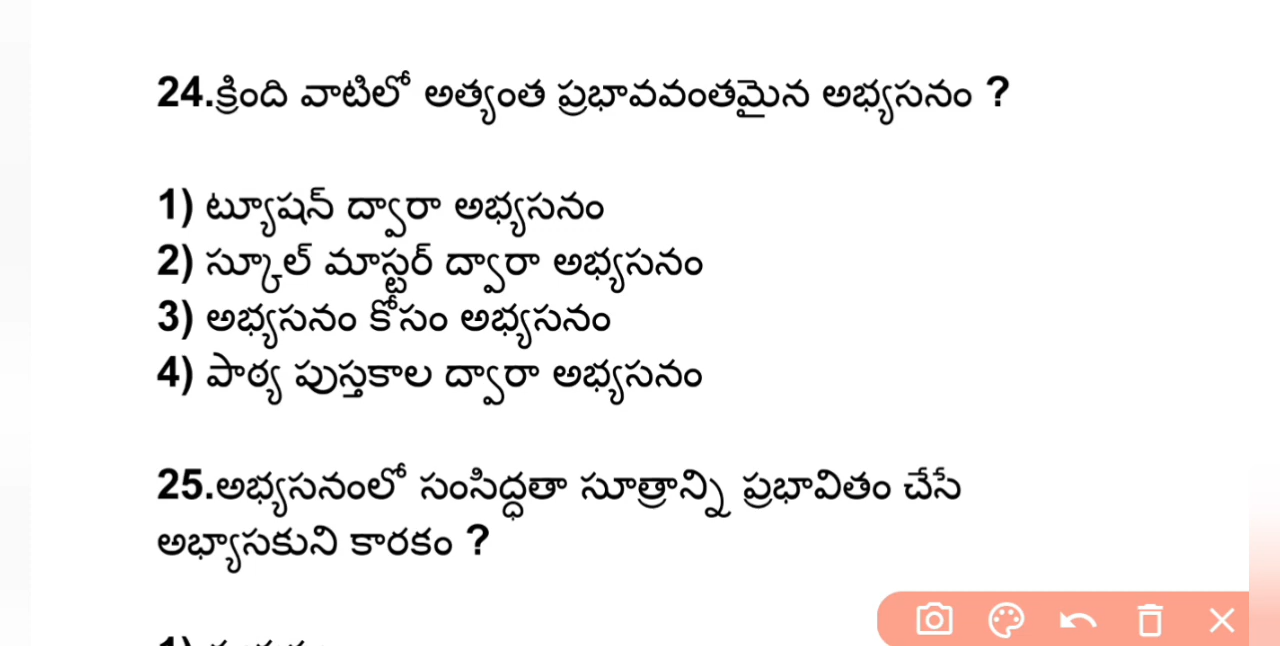 24.క్రింది వాటిలో అత్యంత ప్రభావవంతమైన అభ్యసనం ?
1) ట్యూషన్ ద్వారా అభ్యసనం
2) స్కూల్ మాస్టర్ ద్వారా అభ్యసనం
3) అభ్యసనం కోసం అభ్యసనం
4) పాఠ్య పుస్తకాల ద్వారా అభ్యసనం
25.అభ్యసనంలో సంసిద్ధతా సూత్రాన్ని ప్రభావితం చేసే
అభ్యాసకుని కారకం ?
1)